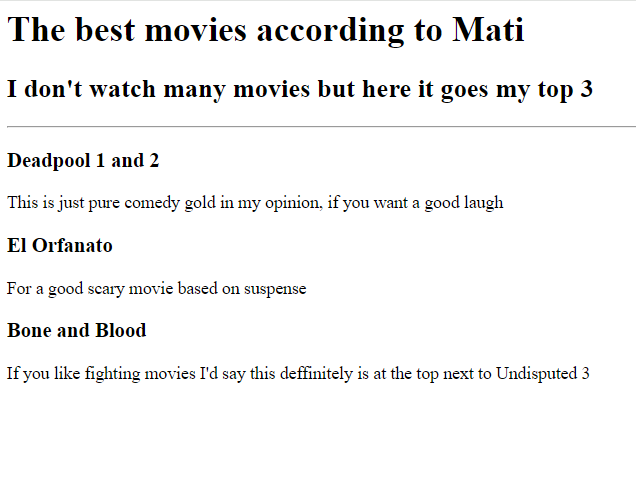 The best movies according to Mati
I don't watch many movies but here it goes my top 3
Deadpool 1 and 2
This is just pure comedy gold in my opinion, if you want a good laugh
El Orfanato
For a good scary movie based on suspense
Bone and Blood
If you like fighting movies I'd say this deffinitely is at the top next to Undisputed 3